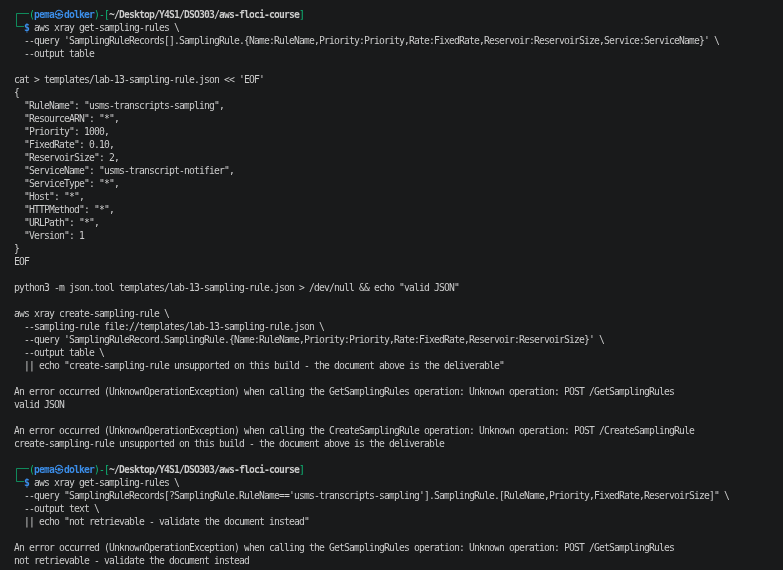 ┌──(pema㉿dolker)-[~/Desktop/Y4S1/DSO303/aws-floci-course]
└─$ aws xray get-sampling-rules \
  --query 'SamplingRuleRecords[].SamplingRule.{Name:RuleName,Priority:Priority,Rate:FixedRate,Reservoir:ReservoirSize,Service:ServiceName}' \
  --output table

cat > templates/lab-13-sampling-rule.json << 'EOF'
{
  "RuleName": "usms-transcripts-sampling",
  "ResourceARN": "*",
  "Priority": 1000,
  "FixedRate": 0.10,
  "ReservoirSize": 2,
  "ServiceName": "usms-transcript-notifier",
  "ServiceType": "*",
  "Host": "*",
  "HTTPMethod": "*",
  "URLPath": "*",
  "Version": 1
}
EOF

python3 -m json.tool templates/lab-13-sampling-rule.json > /dev/null && echo "valid JSON"

aws xray create-sampling-rule \
  --sampling-rule file://templates/lab-13-sampling-rule.json \
  --query 'SamplingRuleRecord.SamplingRule.{Name:RuleName,Priority:Priority,Rate:FixedRate,Reservoir:ReservoirSize}' \
  --output table \
  || echo "create-sampling-rule unsupported on this build - the document above is the deliverable"

An error occurred (UnknownOperationException) when calling the GetSamplingRules operation: Unknown operation: POST /GetSamplingRules
valid JSON

An error occurred (UnknownOperationException) when calling the CreateSamplingRule operation: Unknown operation: POST /CreateSamplingRule
create-sampling-rule unsupported on this build - the document above is the deliverable

┌──(pema㉿dolker)-[~/Desktop/Y4S1/DSO303/aws-floci-course]
└─$ aws xray get-sampling-rules \
  --query "SamplingRuleRecords[?SamplingRule.RuleName=='usms-transcripts-sampling'].SamplingRule.[RuleName,Priority,FixedRate,ReservoirSize]" \
  --output text \
  || echo "not retrievable - validate the document instead"

An error occurred (UnknownOperationException) when calling the GetSamplingRules operation: Unknown operation: POST /GetSamplingRules
not retrievable - validate the document instead